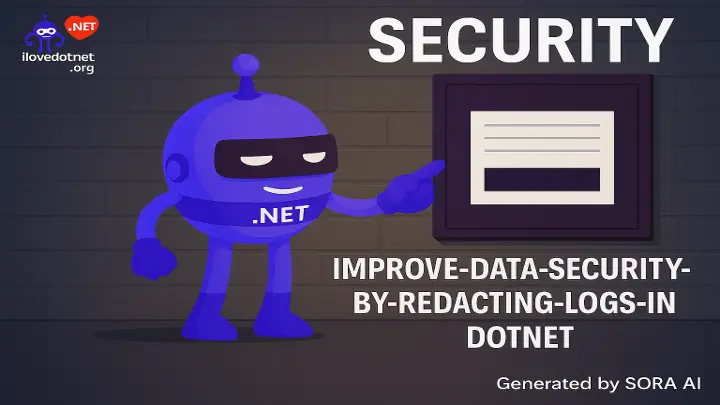 .NET
ilovedotnet
.org
SECURITY
.NET
IMPROVE-DATA-SECURITY-
BY-REDACTING-LOGS-IN
DOTNET
Generated by SORA AI